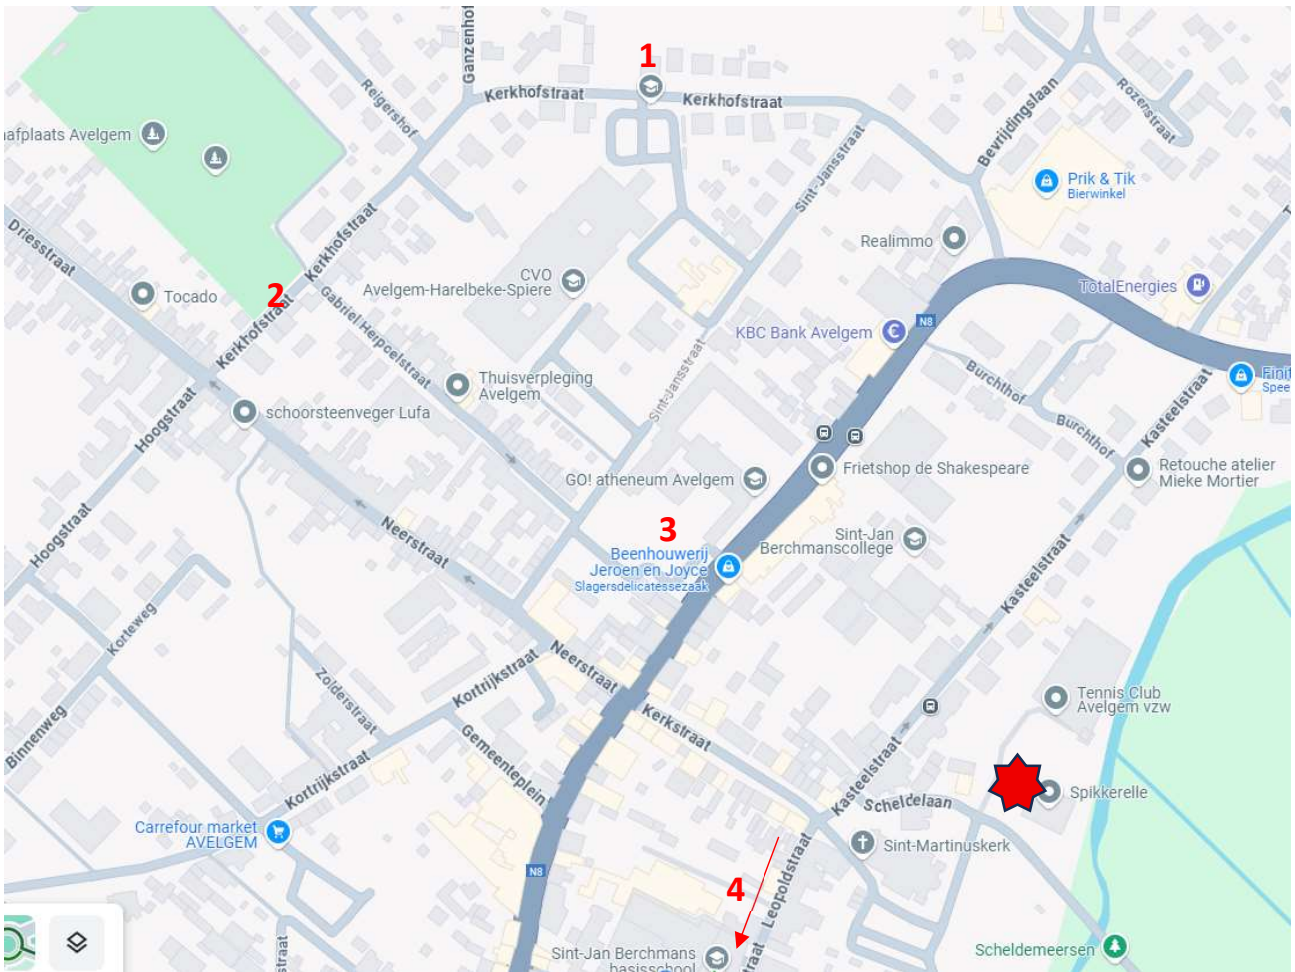 1
Ganzenhof
Kerkhofstraat
Kerkhofstraat
Reigershof
Rozenstraat
Bevrijdingslaan
afplaats Avelgem
Sint-Jansstraat
Prik & Tik
Bierwinkel
Driesstraat
Kerkhofstraat
Realimmo
CVO
Avelgem-Harelbeke-Spiere
TotalEnergies
Tocado
2
Kerkhofstraat
N8
KBC Bank Avelgem
Gabriel Herpoelstraat
Sint-Jansstraat
Burchthof
Thuisverpleging
Avelgem
schoorsteenveger Lufa
Hoogstraat
Kasteelstraat
Burchthof
Frietshop de Shakespeare
Retouche atelier
Mieke Mortier
GO! atheneum Avelgem
3
Hoogstraat
Neerstraat
Beenhouwerij
Jeroen en Joyce
Slagersdelicatessezaak
Sint-Jan
Berchmanscollege
Kasteelstraat
Korteweg
Neerstraat
Kortrijkstraat
Zolderstraat
Kerkstraat
Tennis Club
Avelgem vzw
Binnenweg
Gemeenteplein
Kortrijkstraat
Kasteelstraat
Scheldelaan
Spikkerelle
Carrefour market
AVELGEM
Sint-Martinuskerk
N8
4
Leopoldstraat
Sint-Jan Berchmans
basisschool
Scheldemeersen
straat
straat